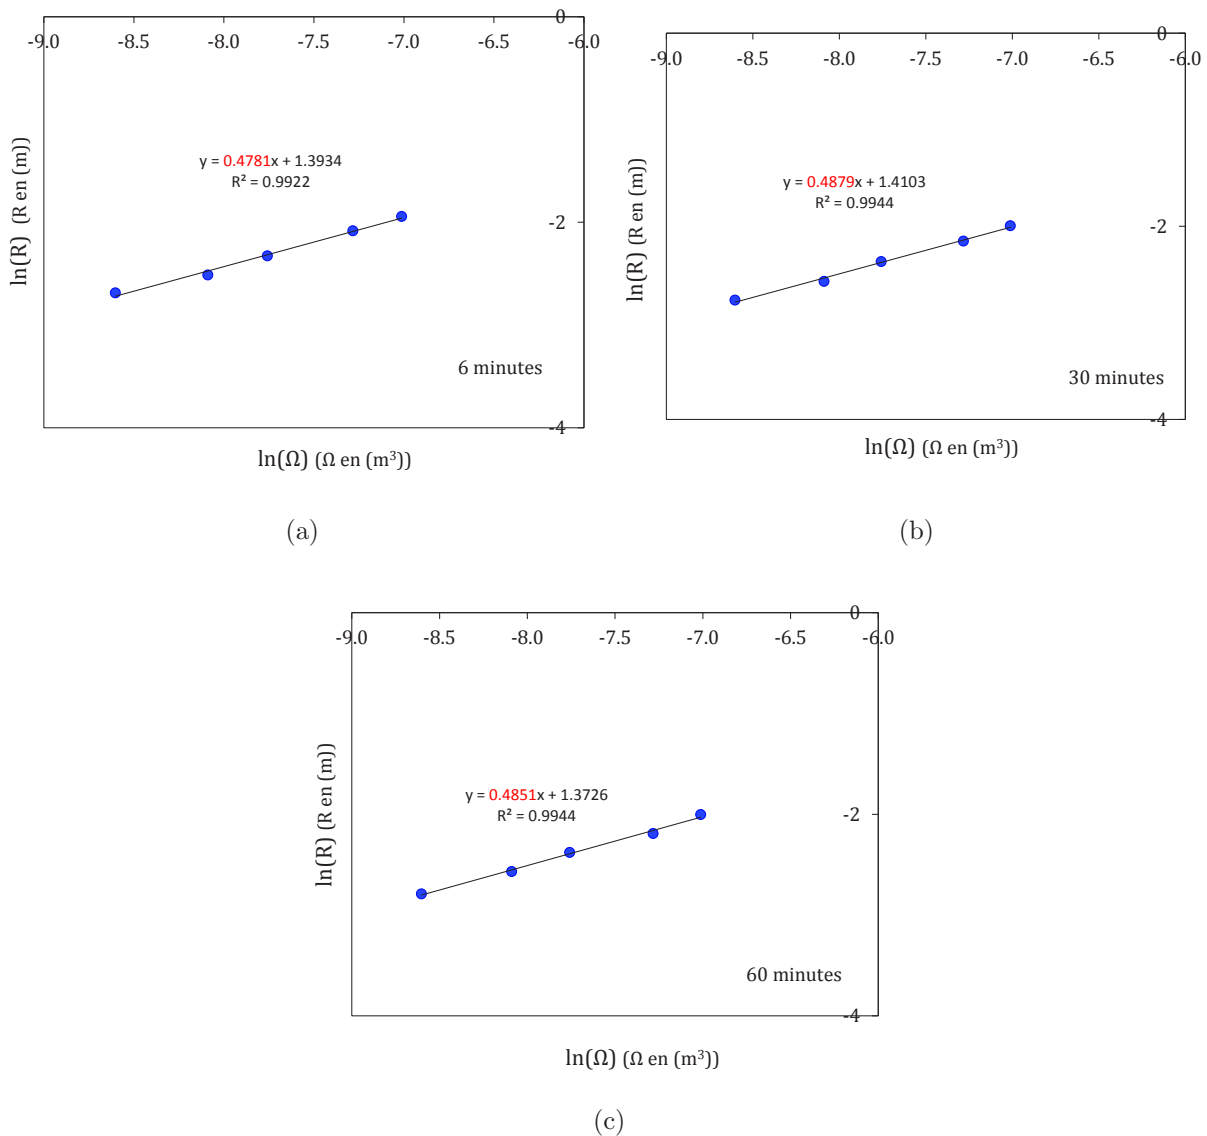 0
-9.0 -8.5 -8.0 -7.5 -7.0 -6.5 -6.0
y = 0.4781x + 1.3934
R² = 0.9922
ln(R) (R en (m))
-2
6 minutes
-4
ln(Ω) (Ω en (m³))
(a)
0
-9.0 -8.5 -8.0 -7.5 -7.0 -6.5 -6.0
y = 0.4879x + 1.4103
R² = 0.9944
ln(R) (R en (m))
-2
30 minutes
-4
ln(Ω) (Ω en (m³))
(b)
0
-9.0 -8.5 -8.0 -7.5 -7.0 -6.5 -6.0
y = 0.4851x + 1.3726
R² = 0.9944
ln(R) (R en (m))
-2
60 minutes
-4
ln(Ω) (Ω en (m³))
(c)